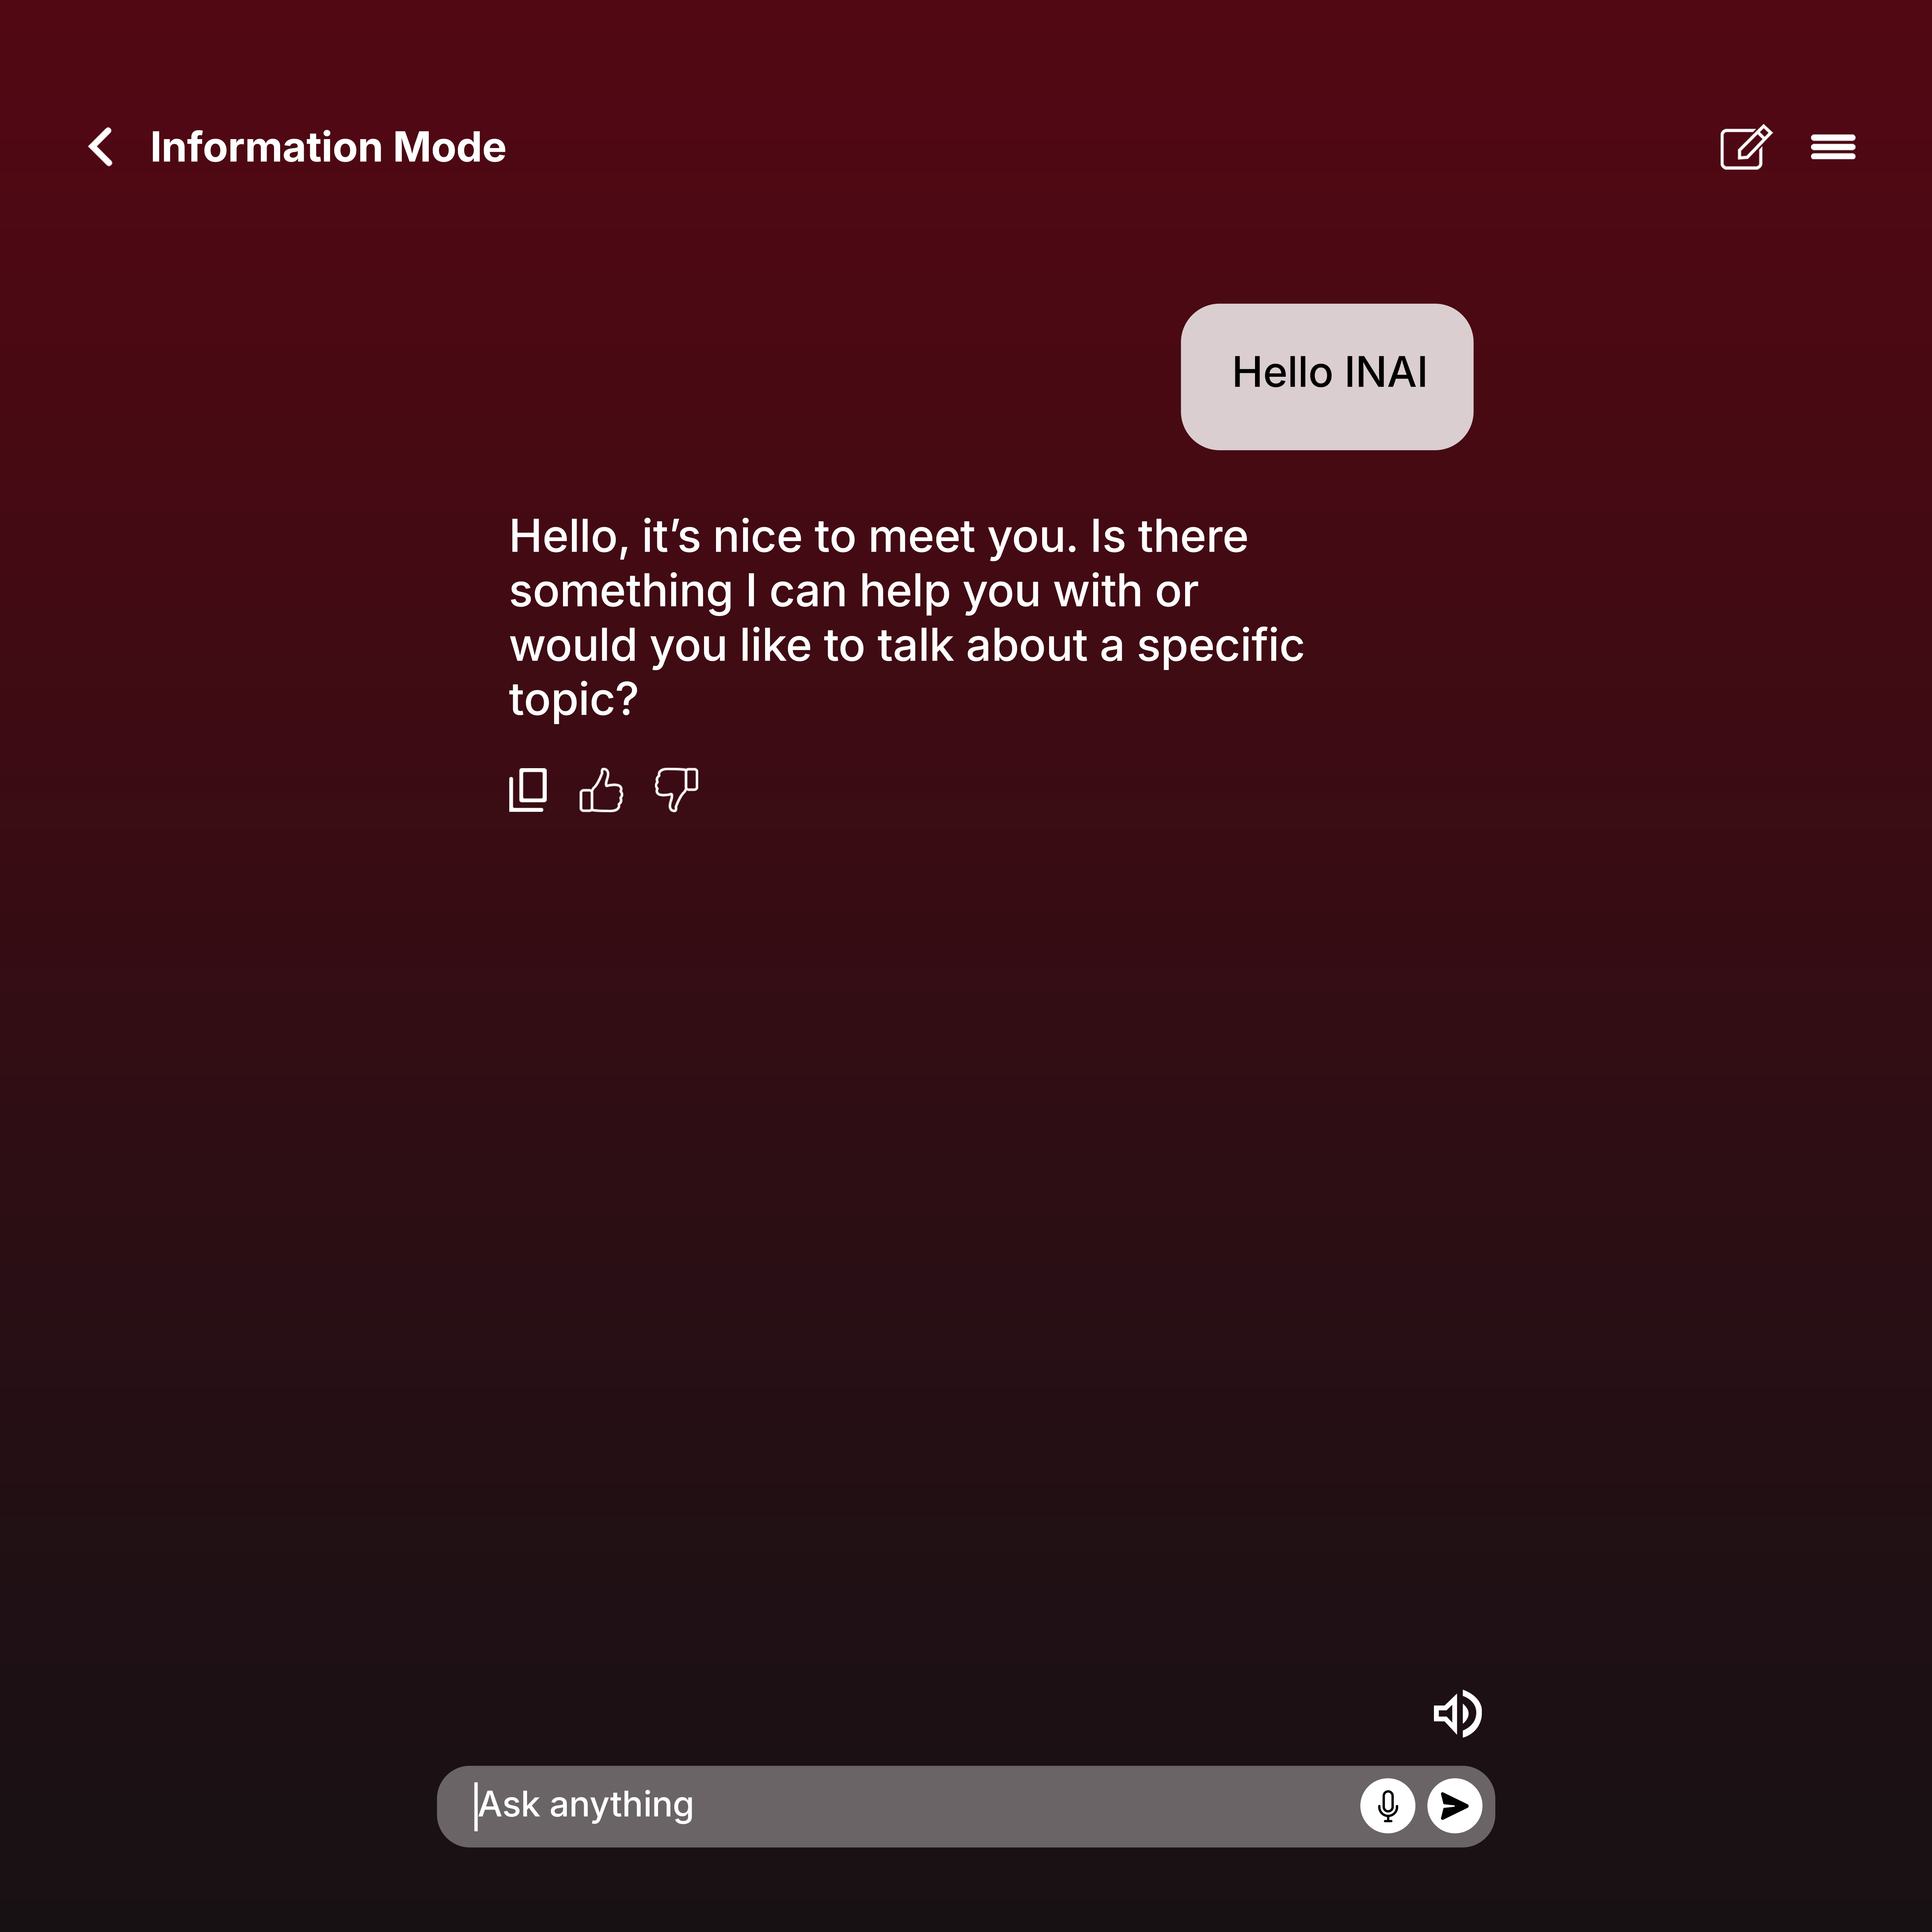 Information Mode
Hello INAI
Hello, it’s nice to meet you. Is there
something I can help you with or
would you like to talk about a specific
topic?
Ask anything